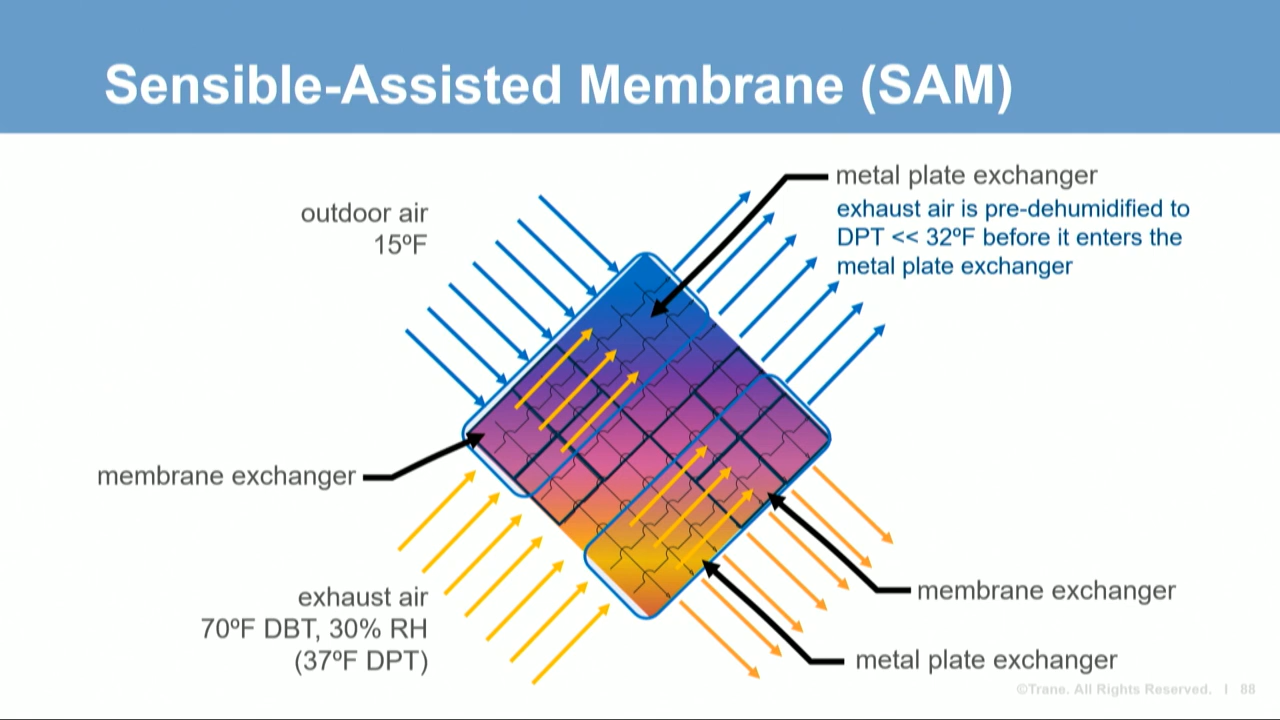 Sensible-Assisted Membrane (SAM)
metal plate exchanger
exhaust air is pre-dehumidified to
DPT << 32ºF before it enters the
metal plate exchanger
outdoor air
15ºF
membrane exchanger
exhaust air
70ºF DBT, 30% RH
(37ºF DPT)
membrane exchanger
metal plate exchanger
©Trane. All Rights Reserved. I 88